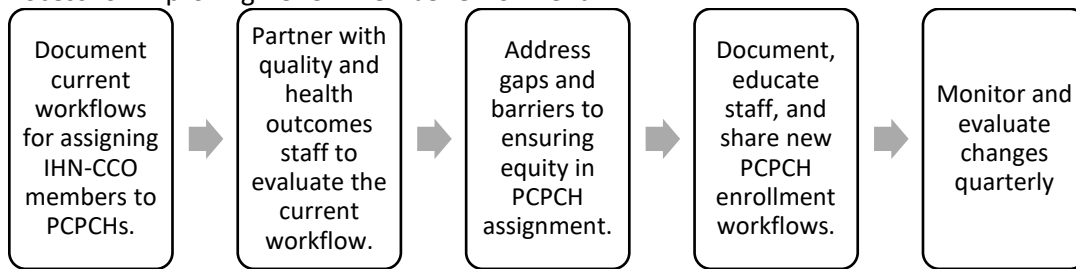 Document
current
workflows
for assigning
IHN-CCO
members to
PCPCHs.
Partner with
quality and
health
outcomes
staff to
evaluate the
current
workflow.
Address
gaps and
barriers to
ensuring
equity in
PCPCH
assignment.
Document,
educate
staff, and
share new
PCPCH
enrollment
workflows.
Monitor and
evaluate
changes
quarterly